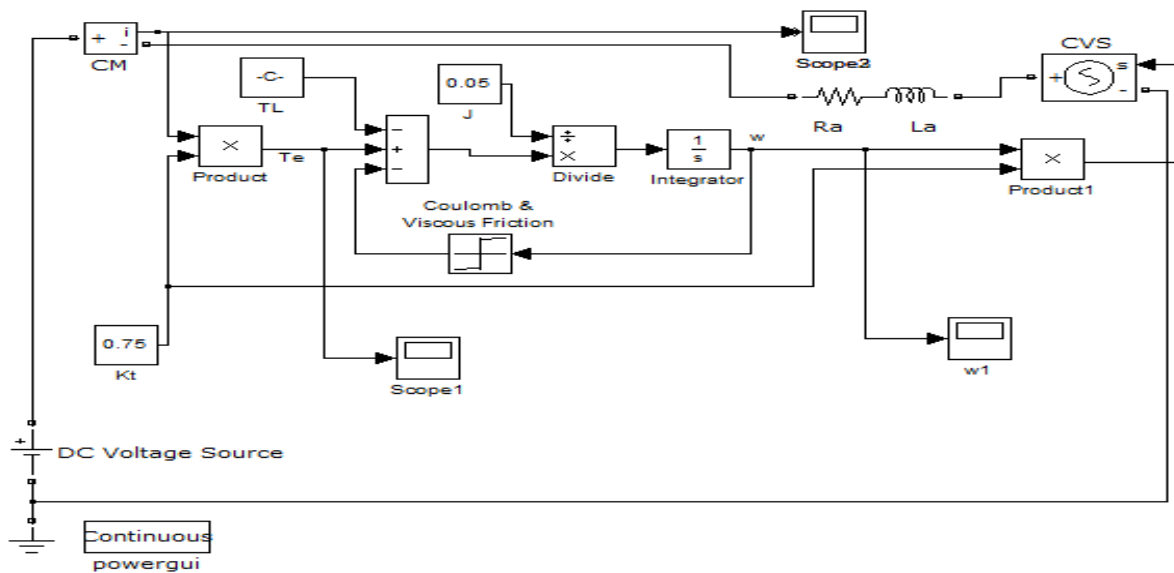 + i -
CM
Scope3
CVS
+ s -
-C-
TL
0.05
J
Ra
La
×
Product
Te
− + −
÷ ×
Divide
1
s
Integrator
w
×
Product1
Coulomb &
Viscous Friction
0.75
Kt
Scope1
w1
+
DC Voltage Source
Continuous
powergui